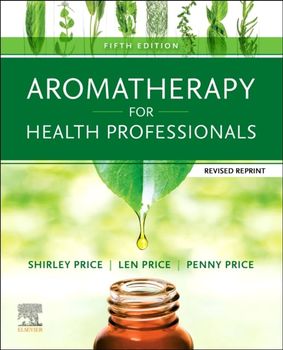 FIFTH EDITION
AROMATHERAPY
FOR
HEALTH PROFESSIONALS
REVISED REPRINT
SHIRLEY PRICE | LEN PRICE | PENNY PRICE
ELSEVIER